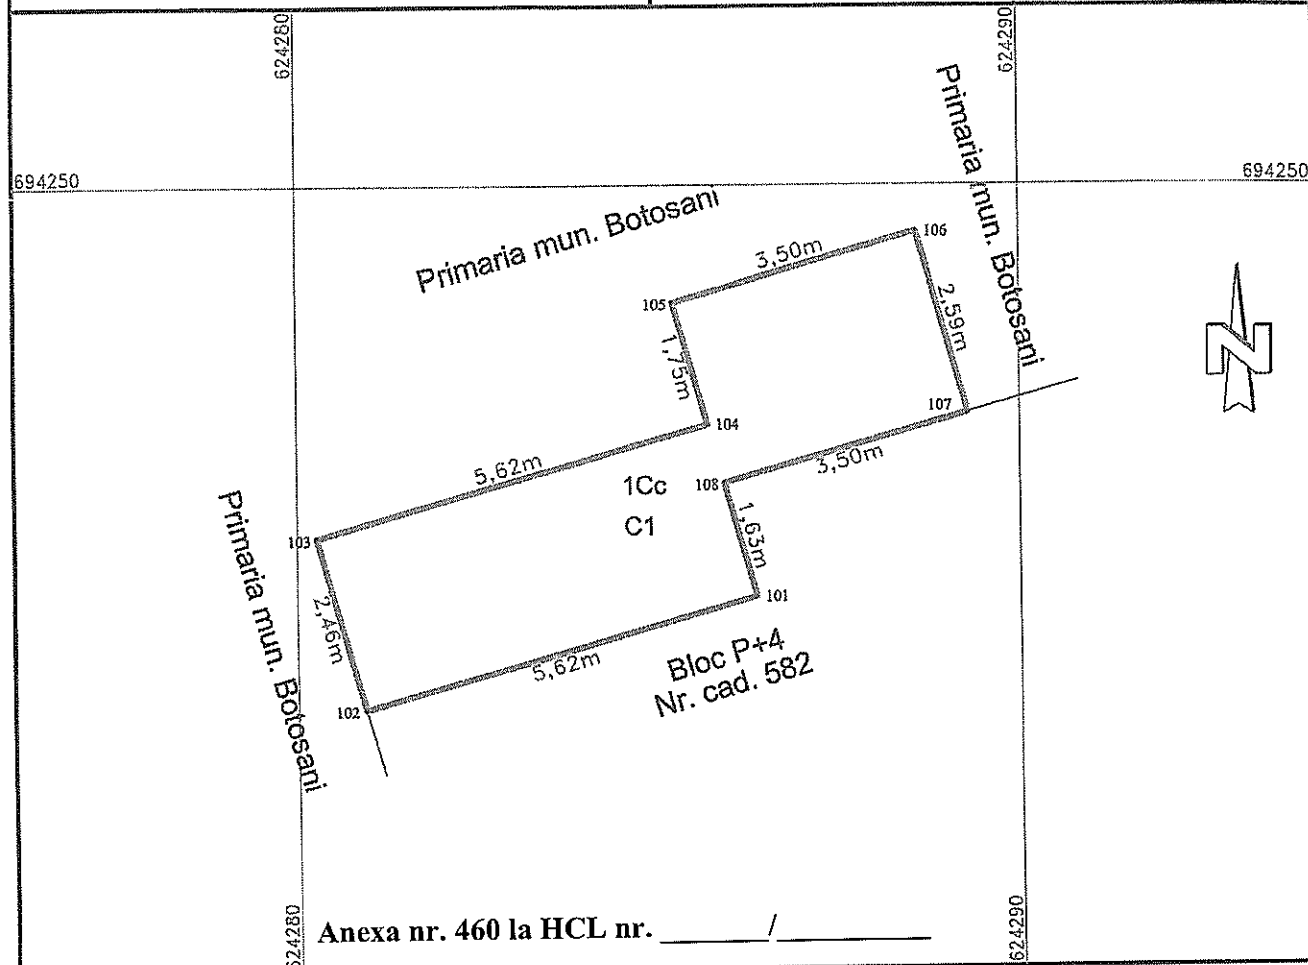 624280
624290
694250
694250
Primaria mun. Botosani
Primaria mun. Botosani
106
3,50m
105
2,59m
1,75m
107
104
3,50m
5,62m
1Cc
108
C1
1,63m
103
Primaria mun. Botosani
101
2,46m
5,62m
Bloc P+4
Nr. cad. 582
102
624280
624290
Anexa nr. 460 la HCL nr. ______/________
N